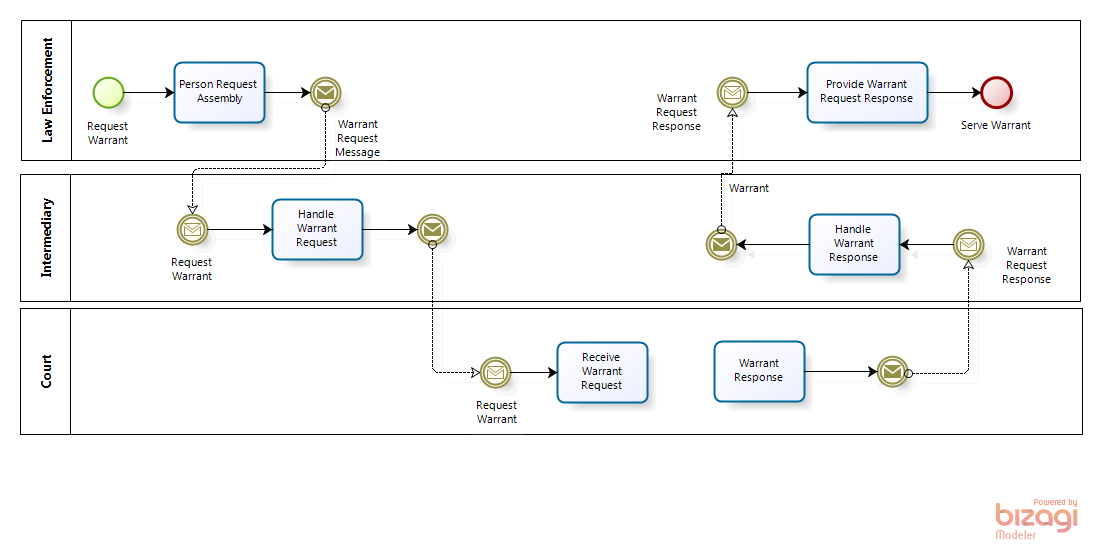 Law Enforcement
Person Request
Assembly
Request
Warrant
Warrant
Request
Message
Warrant
Request
Response
Provide Warrant
Request Response
Serve Warrant
Intermediary
Request
Warrant
Handle
Warrant
Request
Warrant
Handle
Warrant
Response
Warrant
Request
Response
Court
Request
Warrant
Receive
Warrant
Request
Warrant
Response
Powered by
bizagi
Modeler